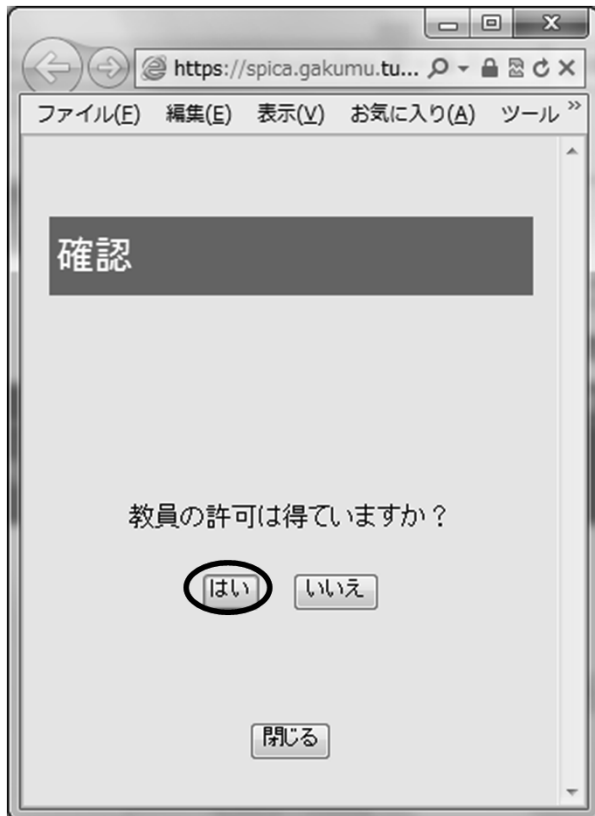 https://spica.gakumu.tu...
ファイル(F) 編集(E) 表示(V) お気に入り(A) ツール »
確認
教員の許可は得ていますか？
はい いいえ
閉じる